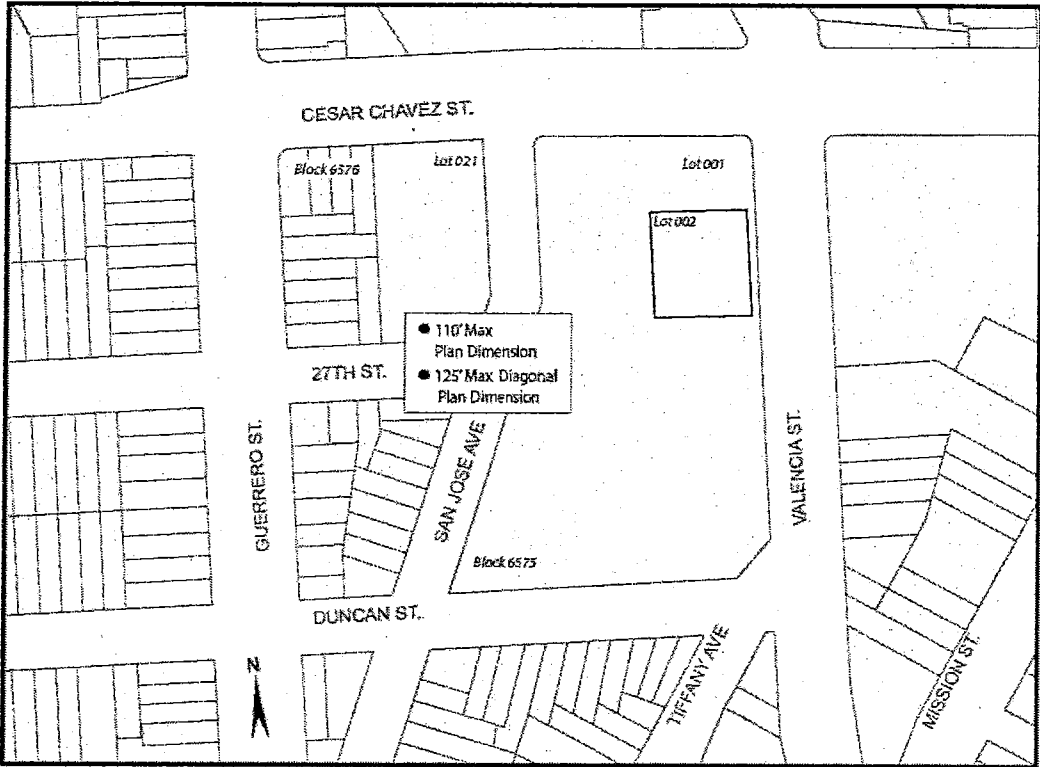 CESAR CHAVEZ ST.
Block 6576
Lot 021
Lot 001
Lot 002
● 110' Max
Plan Dimension
● 125' Max Diagonal
Plan Dimension
27TH ST.
GUERRERO ST.
SAN JOSE AVE
VALENCIA ST.
Block 6575
DUNCAN ST.
N
TIFFANY AVE
MISSION ST.